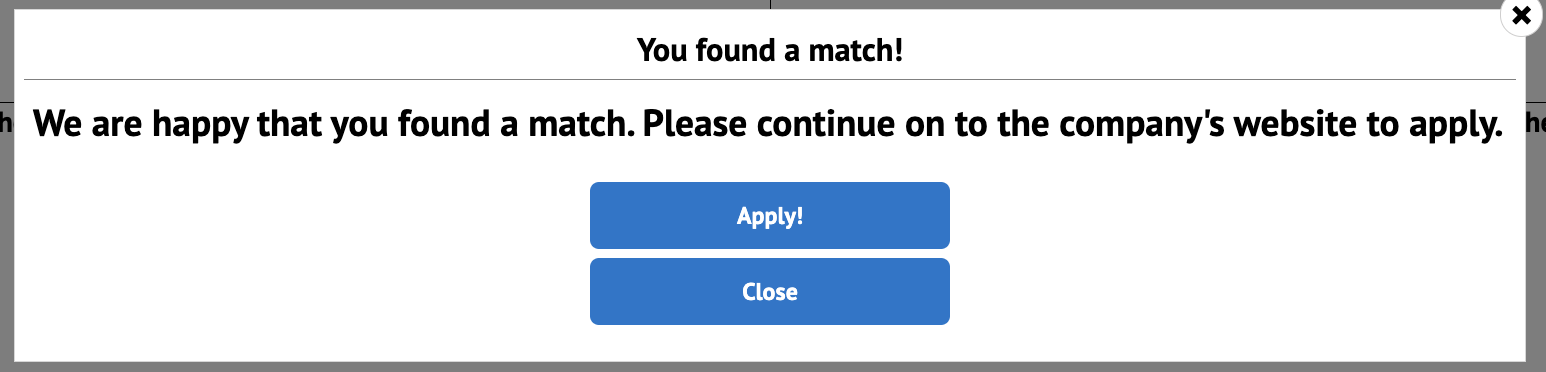 You found a match!
We are happy that you found a match. Please continue on to the company's website to apply.
Apply!
Close